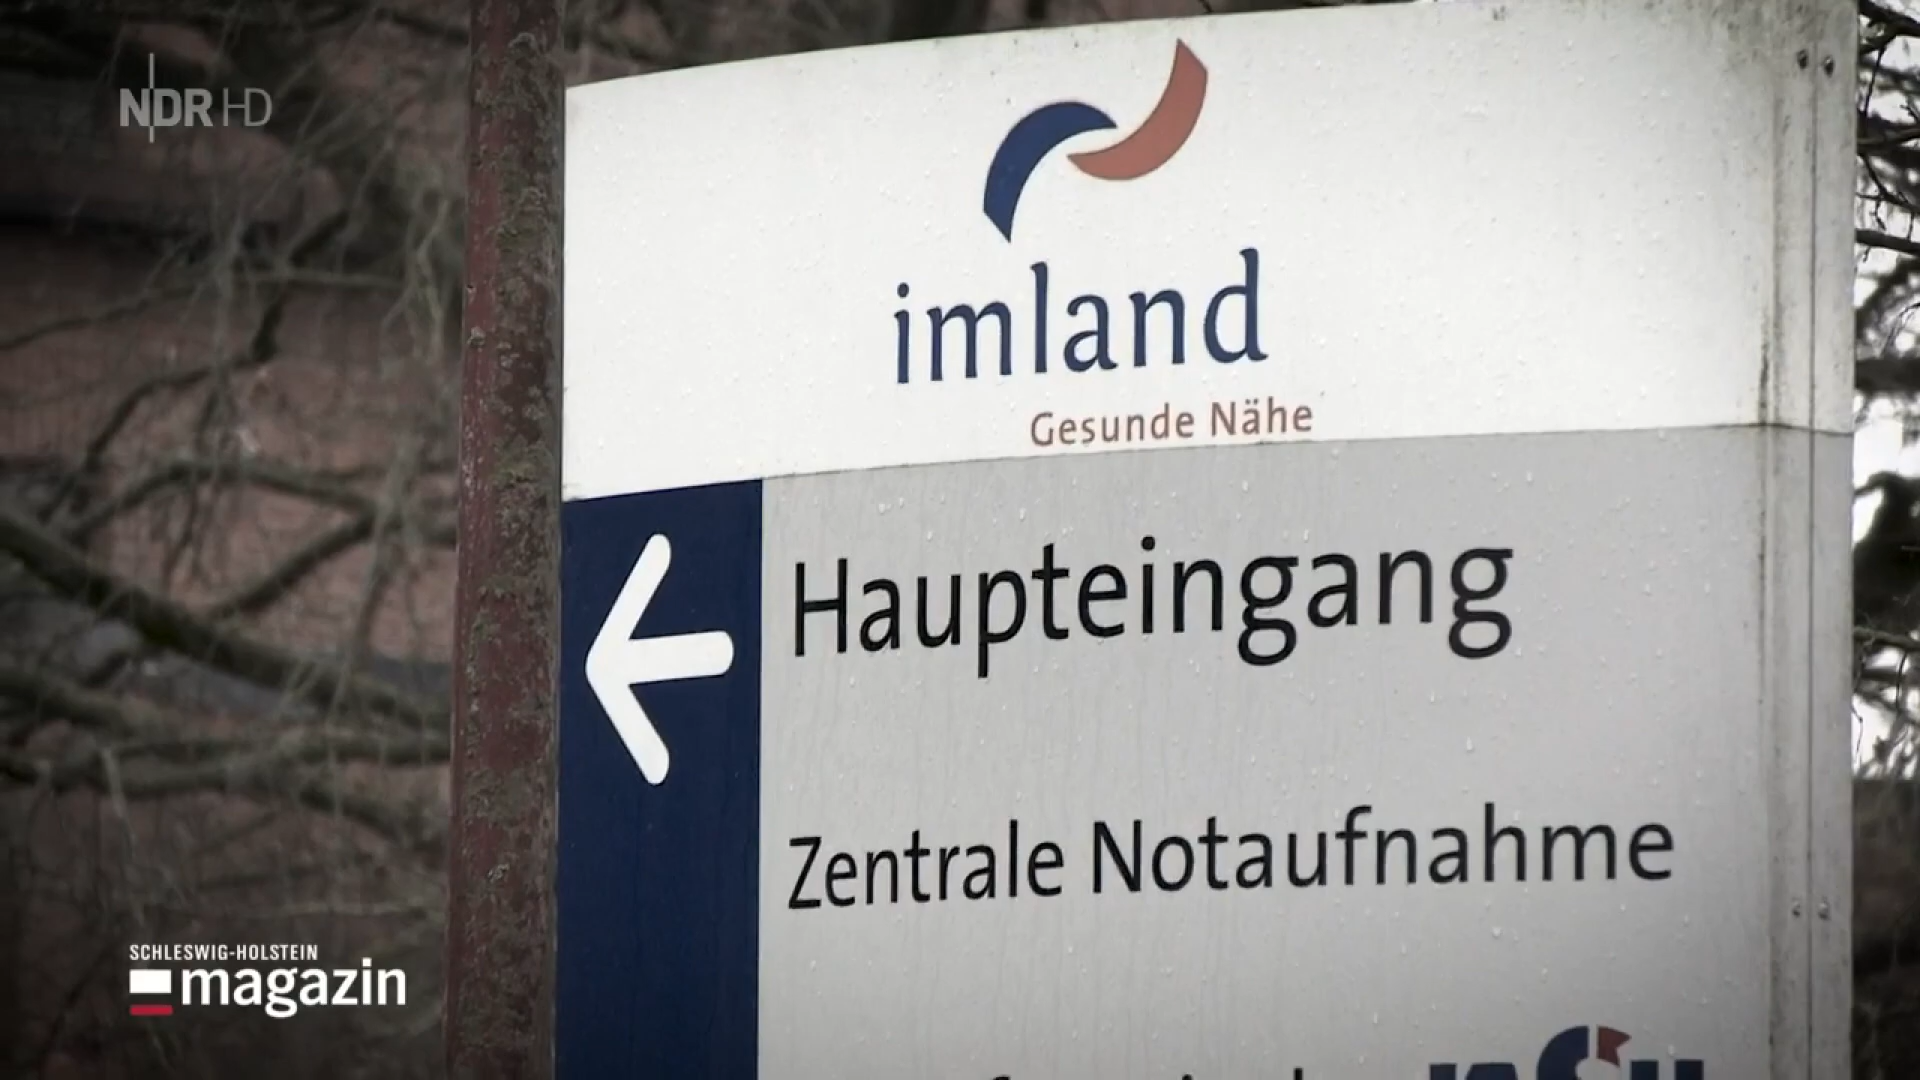 NDR HD
imland
Gesunde Nähe
Haupteingang
Zentrale Notaufnahme
SCHLESWIG-HOLSTEIN
magazin